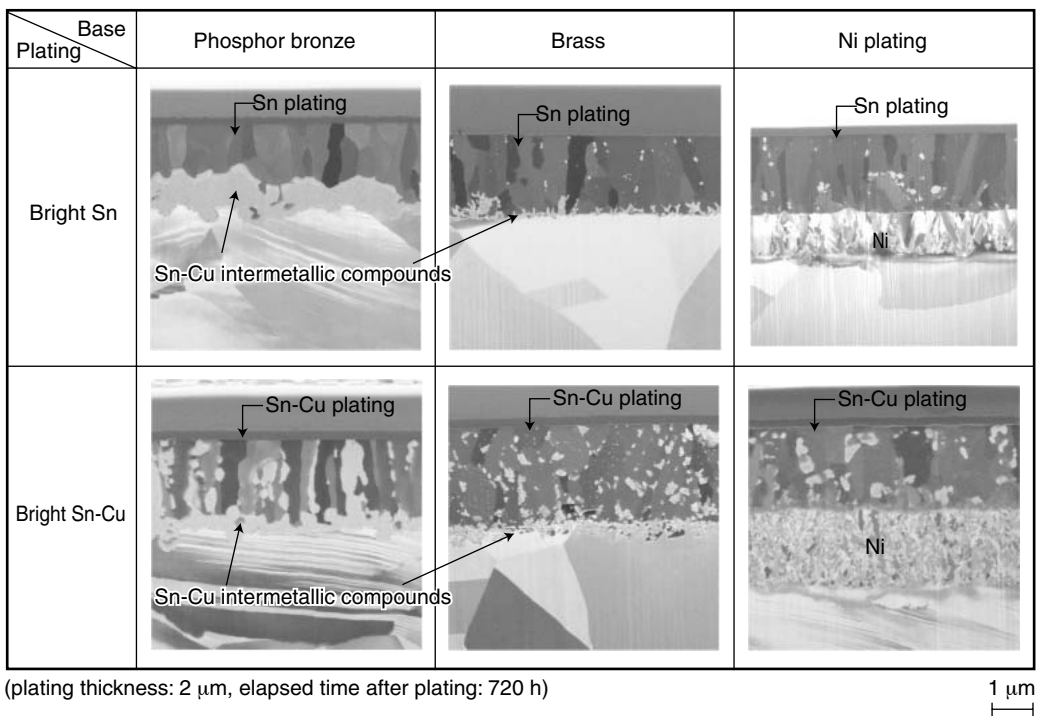 Base
Plating
Phosphor bronze
Brass
Ni plating
Bright Sn
Sn plating
Sn plating
Sn plating
Ni
Sn-Cu intermetallic compounds
Bright Sn-Cu
Sn-Cu plating
Sn-Cu plating
Sn-Cu plating
Ni
Sn-Cu intermetallic compounds
(plating thickness: 2 μm, elapsed time after plating: 720 h)
1 μm